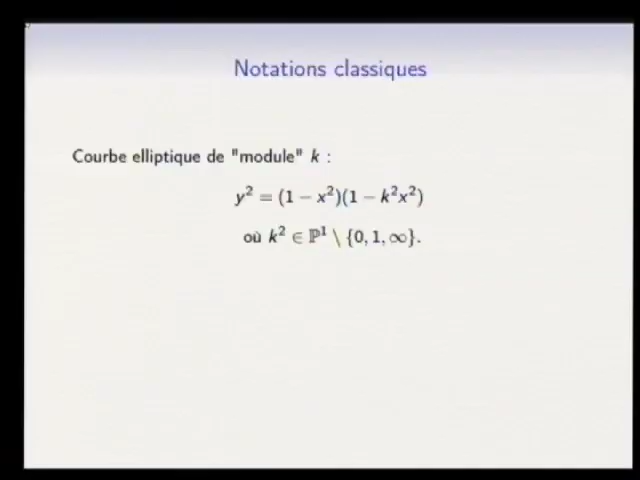 Notations classiques
Courbe elliptique de "module" k :
y² = (1 − x²)(1 − k²x²)
où k² ∈ ℙ¹ \ {0, 1, ∞}.